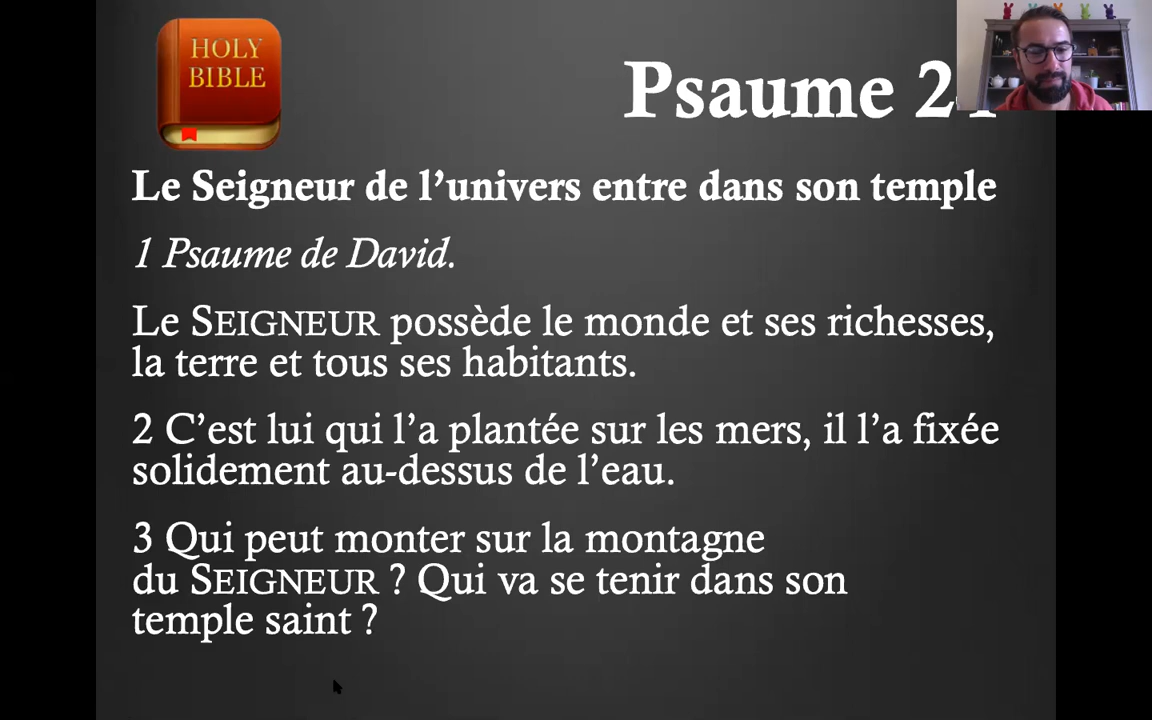 HOLY
BIBLE
Psaume 24
Le Seigneur de l’univers entre dans son temple
1 Psaume de David.
Le SEIGNEUR possède le monde et ses richesses,
la terre et tous ses habitants.
2 C’est lui qui l’a plantée sur les mers, il l’a fixée
solidement au-dessus de l’eau.
3 Qui peut monter sur la montagne
du SEIGNEUR ? Qui va se tenir dans son
temple saint ?